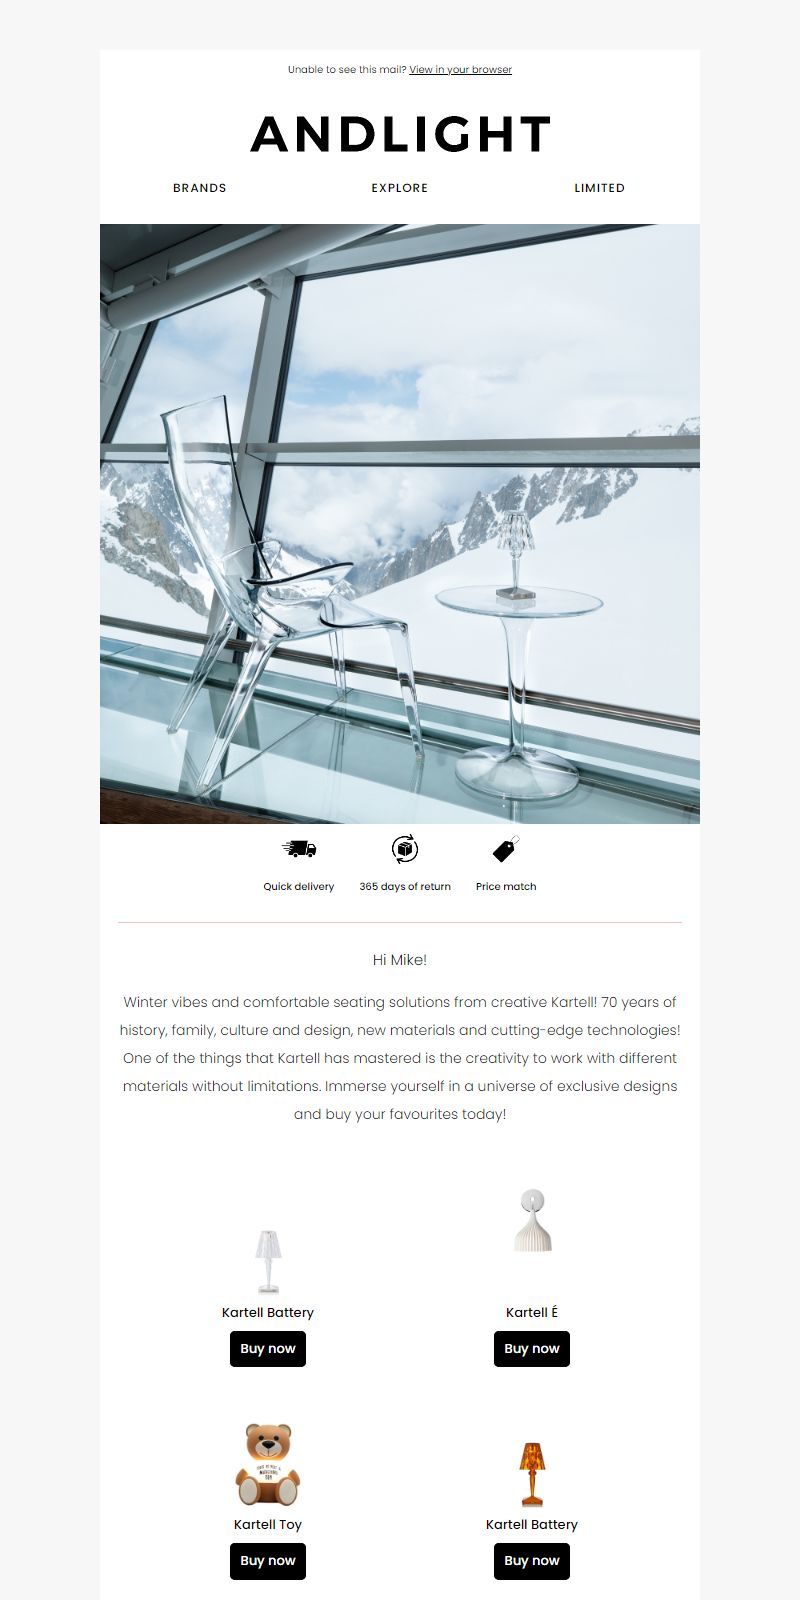 Unable to see this mail? View in your browser
ANDLIGHT
BRANDS EXPLORE LIMITED
Quick delivery 365 days of return Price match
Hi Mike!
Winter vibes and comfortable seating solutions from creative Kartell! 70 years of
history, family, culture and design, new materials and cutting-edge technologies!
One of the things that Kartell has mastered is the creativity to work with different
materials without limitations. Immerse yourself in a universe of exclusive designs
and buy your favourites today!
Kartell Battery Kartell É
Buy now Buy now
MOSCHINO
TOY
Kartell Toy Kartell Battery
Buy now Buy now